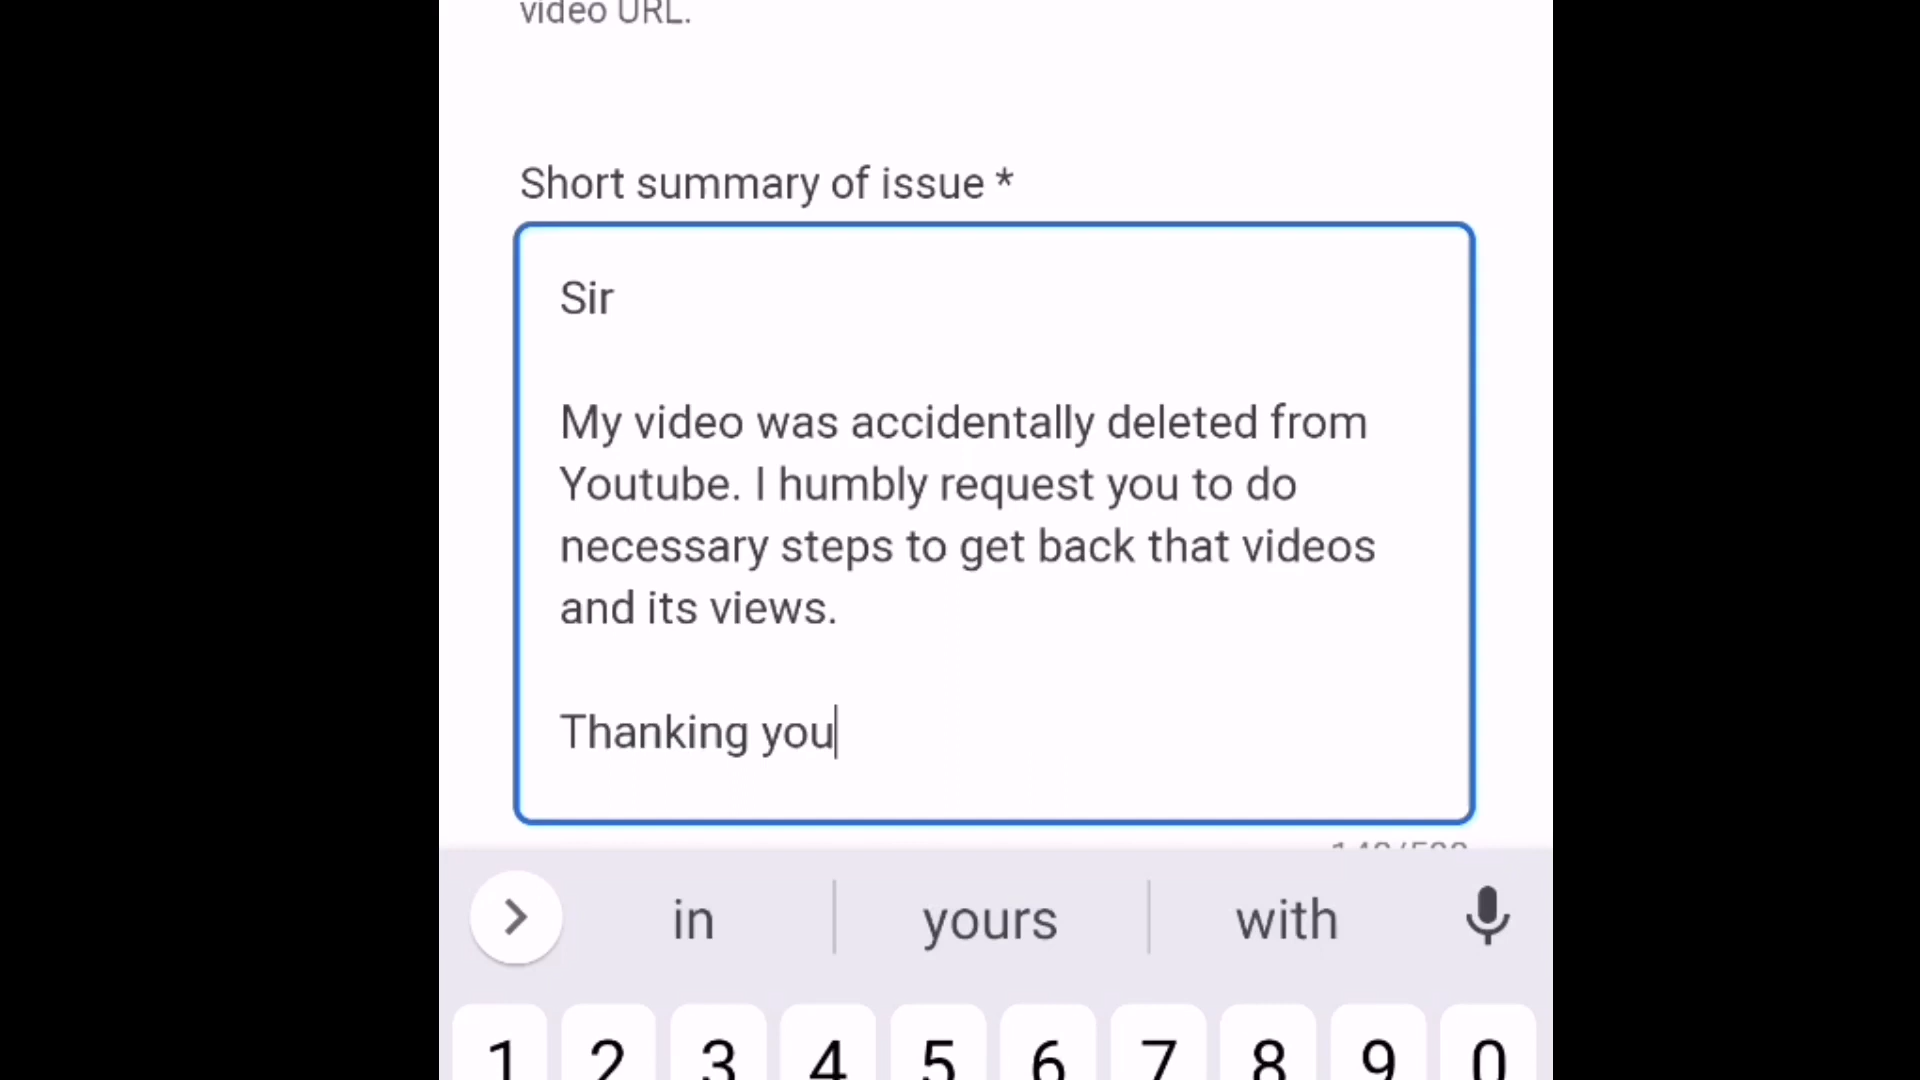 video URL.
Short summary of issue *
Sir
My video was accidentally deleted from
Youtube. I humbly request you to do
necessary steps to get back that videos
and its views.
Thanking you
in yours with
1 2 3 4 5 6 7 8 9 0